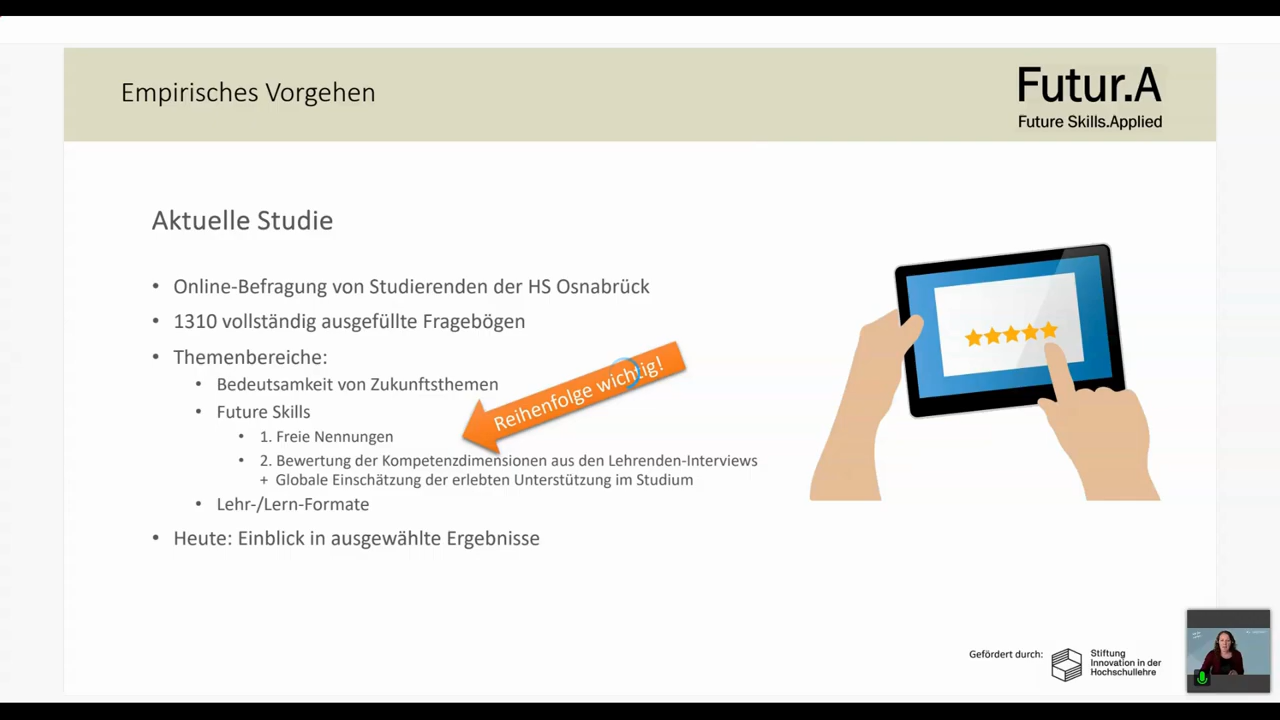 Empirisches Vorgehen
Futur.A
Future Skills.Applied
Aktuelle Studie
• Online-Befragung von Studierenden der HS Osnabrück
• 1310 vollständig ausgefüllte Fragebögen
• Themenbereiche:
• Bedeutsamkeit von Zukunftsthemen
• Future Skills
• 1. Freie Nennungen
• 2. Bewertung der Kompetenzdimensionen aus den Lehrenden-Interviews
+ Globale Einschätzung der erlebten Unterstützung im Studium
• Lehr-/Lern-Formate
• Heute: Einblick in ausgewählte Ergebnisse
Reihenfolge wichtig!
Gefördert durch:
Stiftung
Innovation in der
Hochschullehre